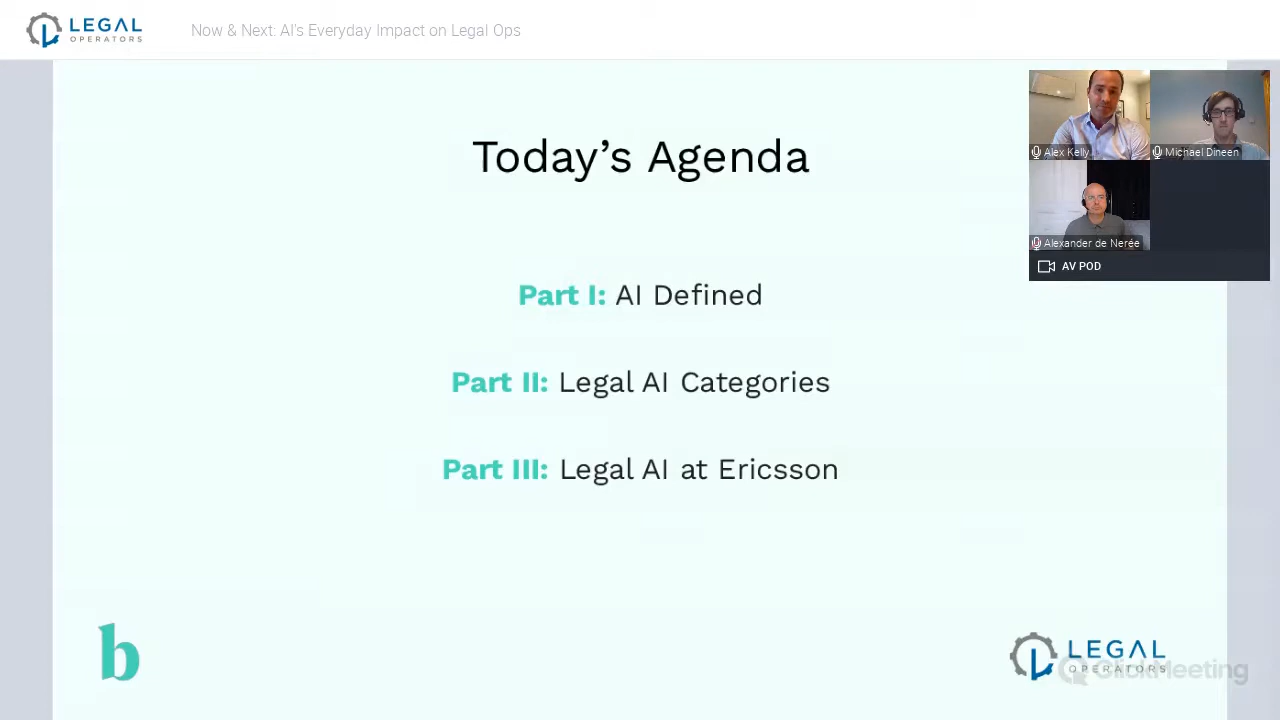 LEGAL
OPERATORS
Now & Next: AI's Everyday Impact on Legal Ops
Today’s Agenda
Alex Kelly
Michael Dineen
Alexander de Nerée
AV POD
Part I: AI Defined
Part II: Legal AI Categories
Part III: Legal AI at Ericsson
b
LEGAL
OPERATORS
ClickMeeting